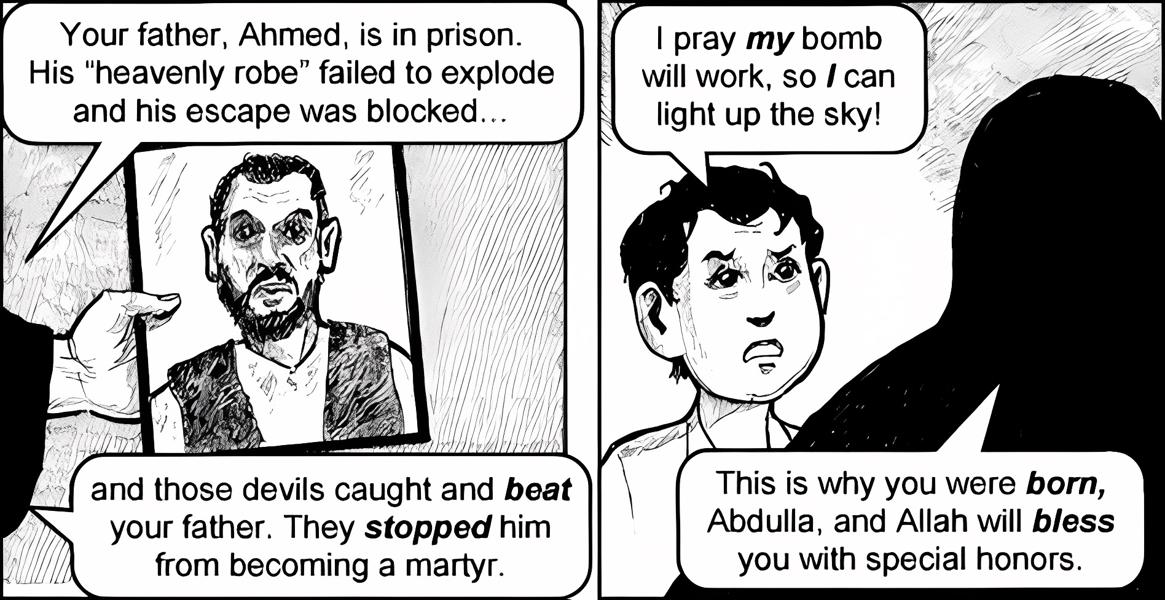 Your father, Ahmed, is in prison.
His "heavenly robe" failed to explode
and his escape was blocked...
and those devils caught and beat
your father. They stopped him
from becoming a martyr.
I pray my bomb
will work, so I can
light up the sky!
This is why you were born,
Abdulla, and Allah will bless
you with special honors.